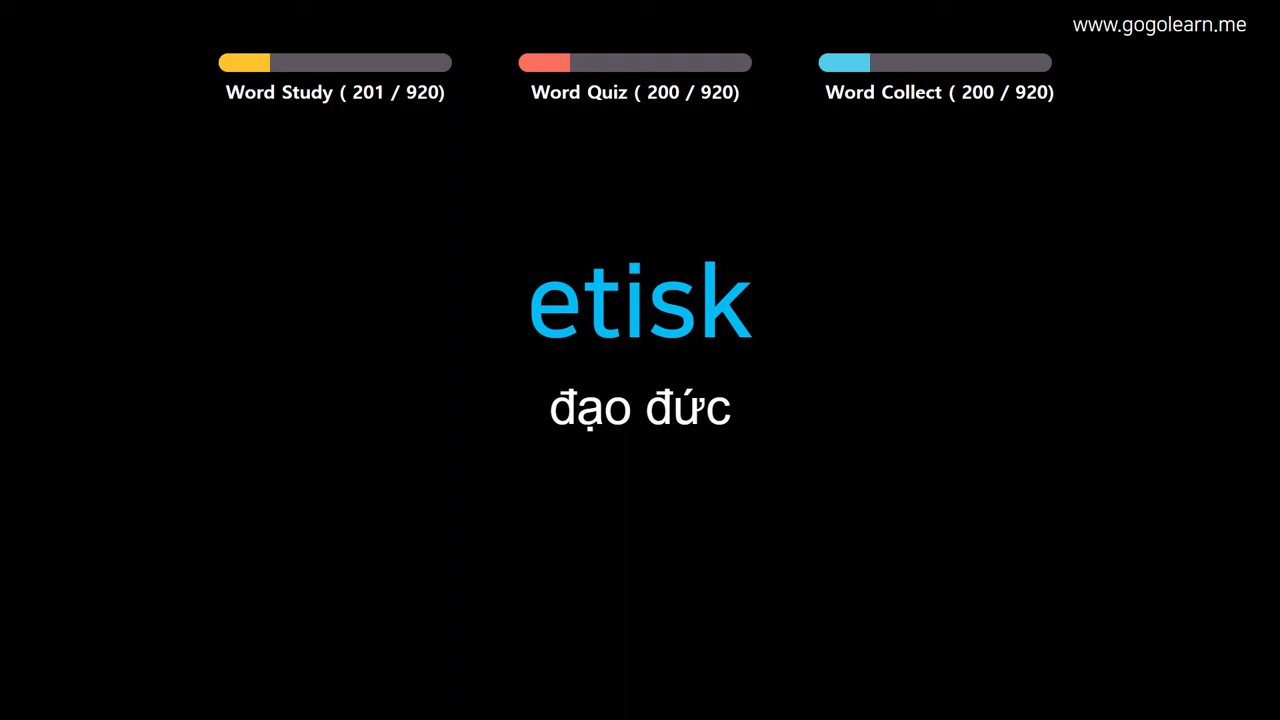 www.gogolearn.me
Word Study ( 201 / 920)
Word Quiz ( 200 / 920)
Word Collect ( 200 / 920)
etisk
đạo đức